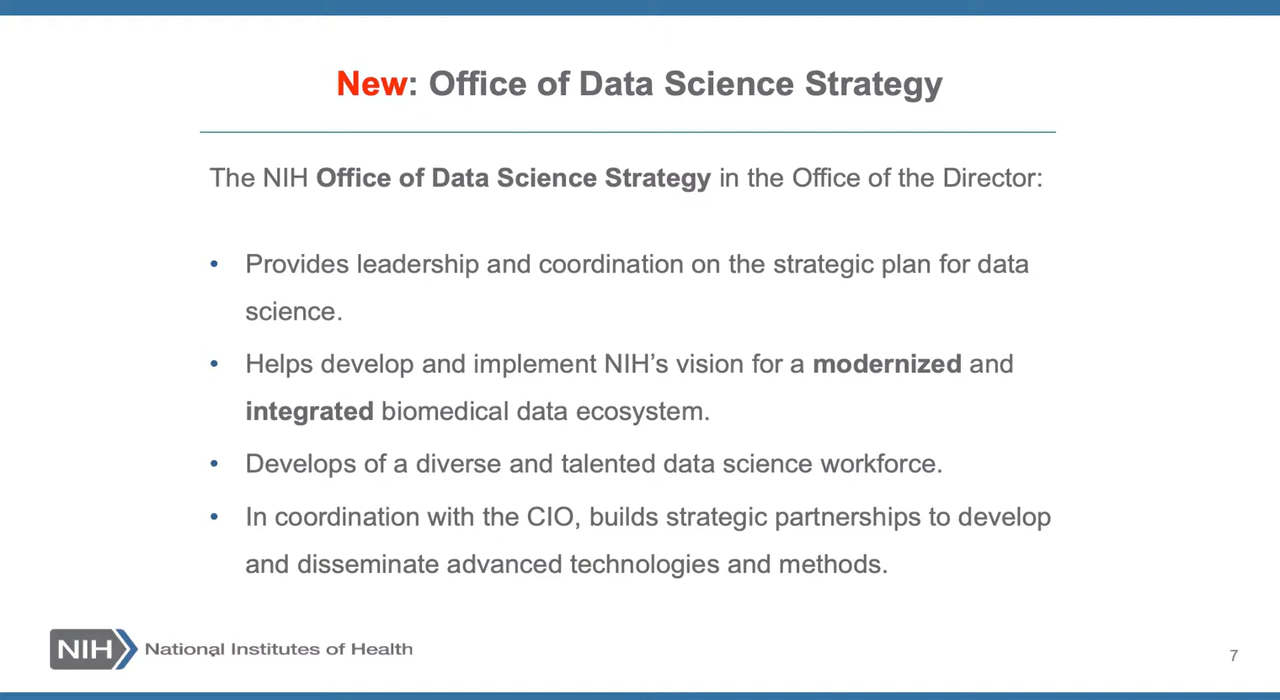 New: Office of Data Science Strategy
The NIH Office of Data Science Strategy in the Office of the Director:
• Provides leadership and coordination on the strategic plan for data
science.
• Helps develop and implement NIH’s vision for a modernized and
integrated biomedical data ecosystem.
• Develops of a diverse and talented data science workforce.
• In coordination with the CIO, builds strategic partnerships to develop
and disseminate advanced technologies and methods.
NIH National Institutes of Health
7